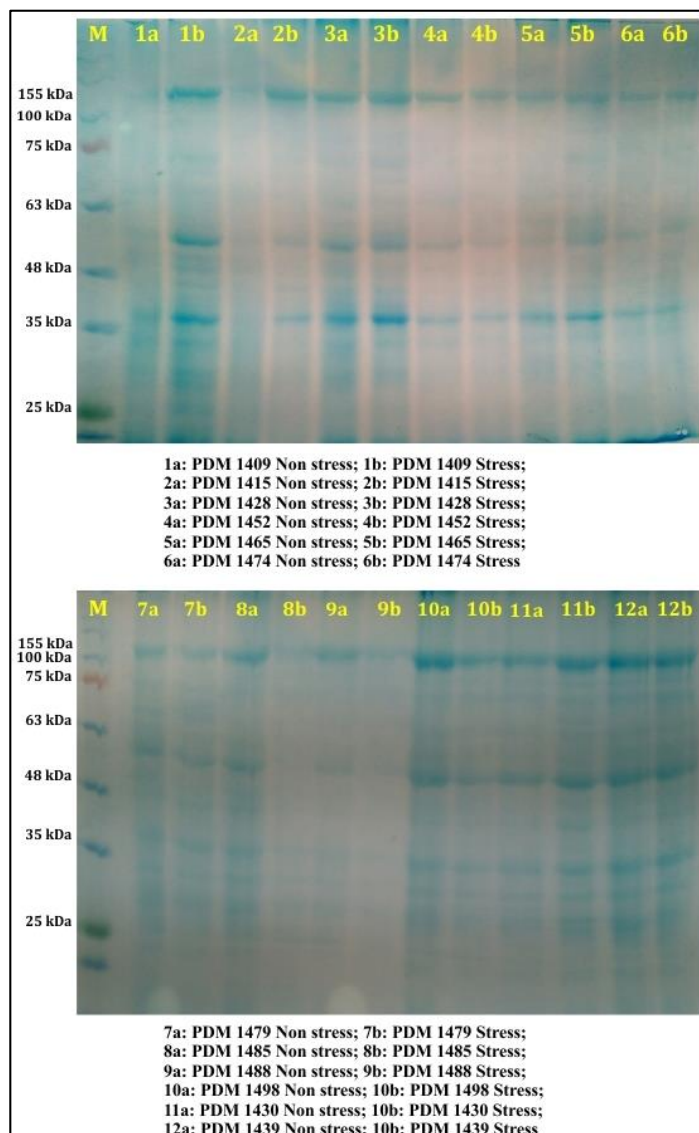 M 1a 1b 2a 2b 3a 3b 4a 4b 5a 5b 6a 6b
155 kDa
100 kDa
75 kDa
63 kDa
48 kDa
35 kDa
25 kDa
1a: PDM 1409 Non stress; 1b: PDM 1409 Stress;
2a: PDM 1415 Non stress; 2b: PDM 1415 Stress;
3a: PDM 1428 Non stress; 3b: PDM 1428 Stress;
4a: PDM 1452 Non stress; 4b: PDM 1452 Stress;
5a: PDM 1465 Non stress; 5b: PDM 1465 Stress;
6a: PDM 1474 Non stress; 6b: PDM 1474 Stress
M 7a 7b 8a 8b 9a 9b 10a 10b 11a 11b 12a 12b
155 kDa
100 kDa
75 kDa
63 kDa
48 kDa
35 kDa
25 kDa
7a: PDM 1479 Non stress; 7b: PDM 1479 Stress;
8a: PDM 1485 Non stress; 8b: PDM 1485 Stress;
9a: PDM 1488 Non stress; 9b: PDM 1488 Stress;
10a: PDM 1498 Non stress; 10b: PDM 1498 Stress;
11a: PDM 1430 Non stress; 10b: PDM 1430 Stress;
12a: PDM 1439 Non stress; 10b: PDM 1439 Stress